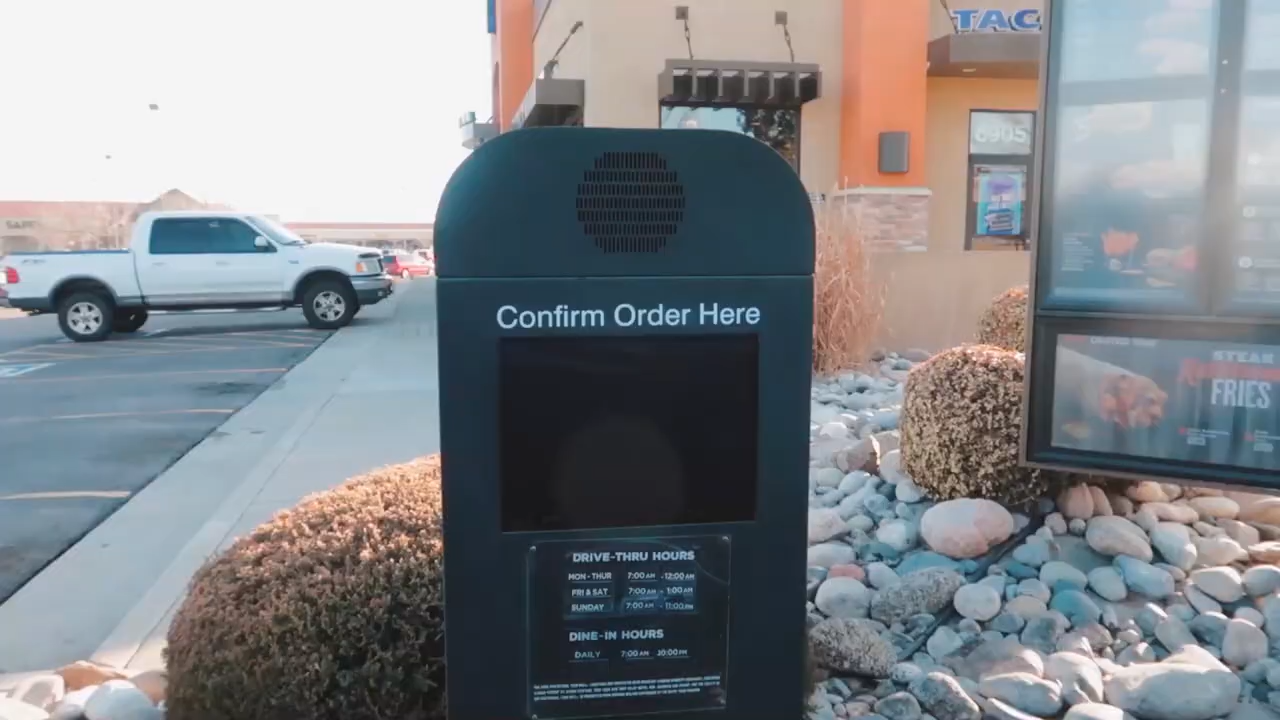 TAC
6905
Confirm Order Here
STEAK
FRIES
DRIVE-THRU HOURS
MON - THUR 7:00 AM - 12:00 AM
FRI & SAT 7:00 AM - 1:00 AM
SUNDAY 7:00 AM - 11:00 PM
DINE-IN HOURS
DAILY 7:00 AM 10:00 PM